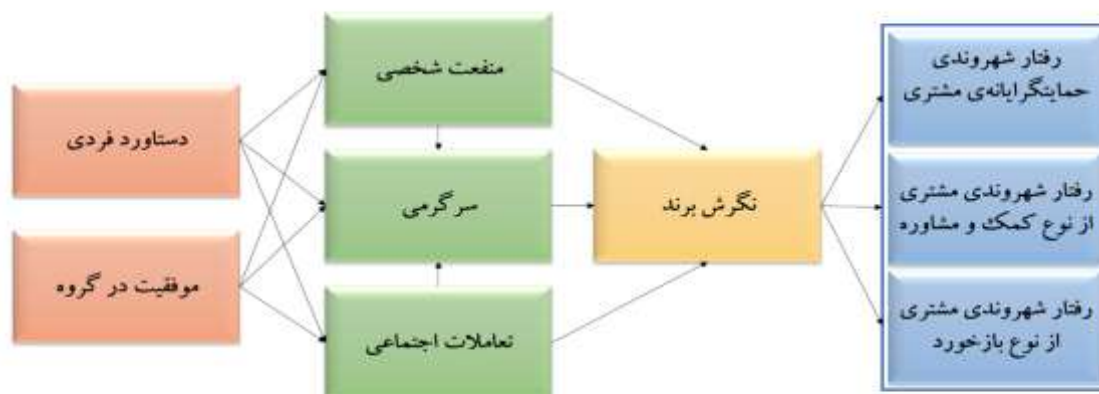 دستاورد فردی
موفقیت در گروه
منفعت شخصی
سرگرمی
تعاملات اجتماعی
نگرش برند
رفتار شهروندی
حمایتگرایانه‌ی مشتری
رفتار شهروندی مشتری
از نوع کمک و مشاوره
رفتار شهروندی مشتری
از نوع بازخورد